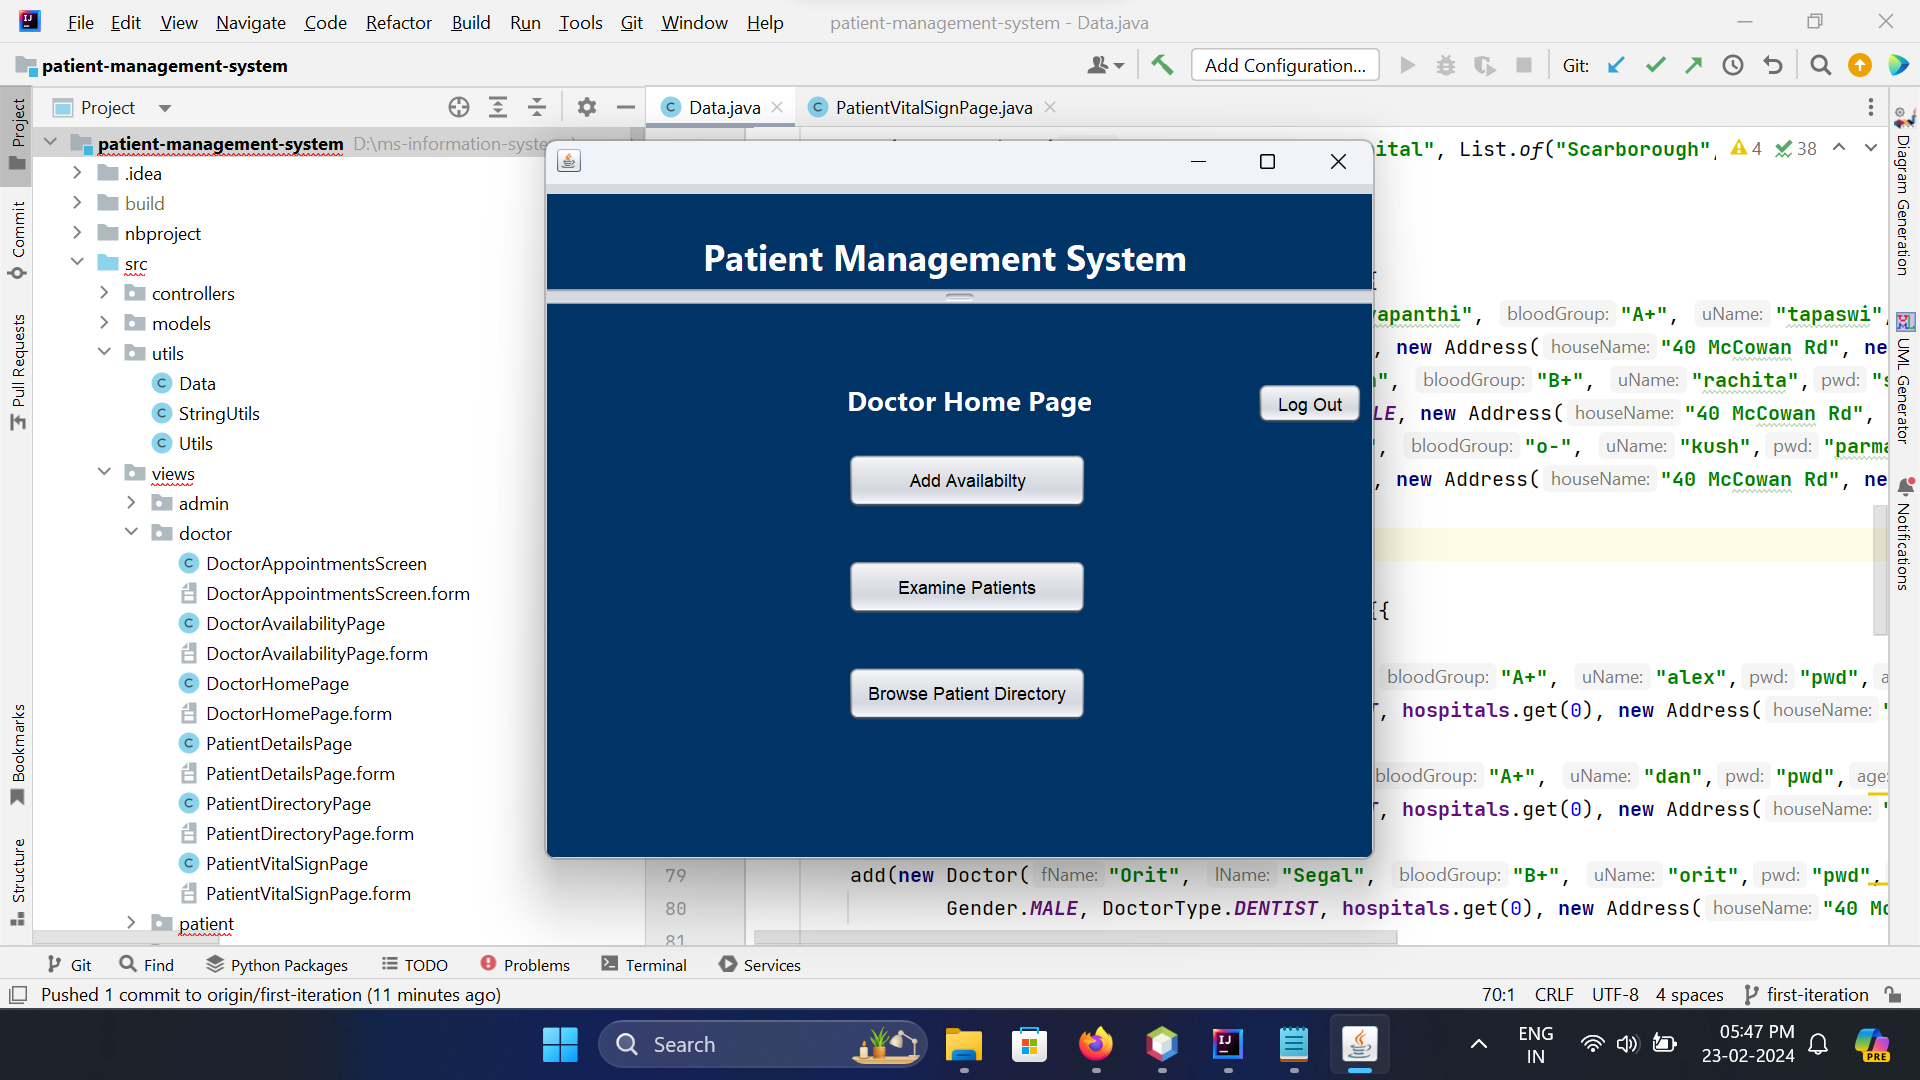 File Edit View Navigate Code Refactor Build Run Tools Git Window Help patient-management-system - Data.java
patient-management-system Add Configuration... Git:
Project
Data.java
PatientVitalSignPage.java
patient-management-system D:\ms-information-syste
.idea
build
nbproject
src
controllers
models
utils
Data
StringUtils
Utils
views
admin
doctor
DoctorAppointmentsScreen
DoctorAppointmentsScreen.form
DoctorAvailabilityPage
DoctorAvailabilityPage.form
DoctorHomePage
DoctorHomePage.form
PatientDetailsPage
PatientDetailsPage.form
PatientDirectoryPage
PatientDirectoryPage.form
PatientVitalSignPage
PatientVitalSignPage.form
patient
Project
Commit
Pull Requests
Bookmarks
Structure
Patient Management System
Doctor Home Page
Log Out
Add Availabilty
Examine Patients
Browse Patient Directory
ital", List.of("Scarborough", 4 38
{
yapanthi", bloodGroup: "A+", uName: "tapaswi",
, new Address( houseName: "40 McCowan Rd", ne
", bloodGroup: "B+", uName: "rachita", pwd: "s
LE, new Address( houseName: "40 McCowan Rd",
, bloodGroup: "o-", uName: "kush", pwd: "parma
, new Address( houseName: "40 McCowan Rd", ne
{{
bloodGroup: "A+", uName: "alex", pwd: "pwd", a
, hospitals.get(0), new Address( houseName: "
bloodGroup: "A+", uName: "dan", pwd: "pwd", age:
, hospitals.get(0), new Address( houseName: "
79 add(new Doctor( fName: "Orit", lName: "Segal", bloodGroup: "B+", uName: "orit", pwd: "pwd",
80 Gender.MALE, DoctorType.DENTIST, hospitals.get(0), new Address( houseName: "40 Mc
81
Diagram Generation
UML Generator
Notifications
Git Find Python Packages TODO Problems Terminal Services
Pushed 1 commit to origin/first-iteration (11 minutes ago) 70:1 CRLF UTF-8 4 spaces first-iteration
Search
ENG
IN
05:47 PM
23-02-2024
PRE